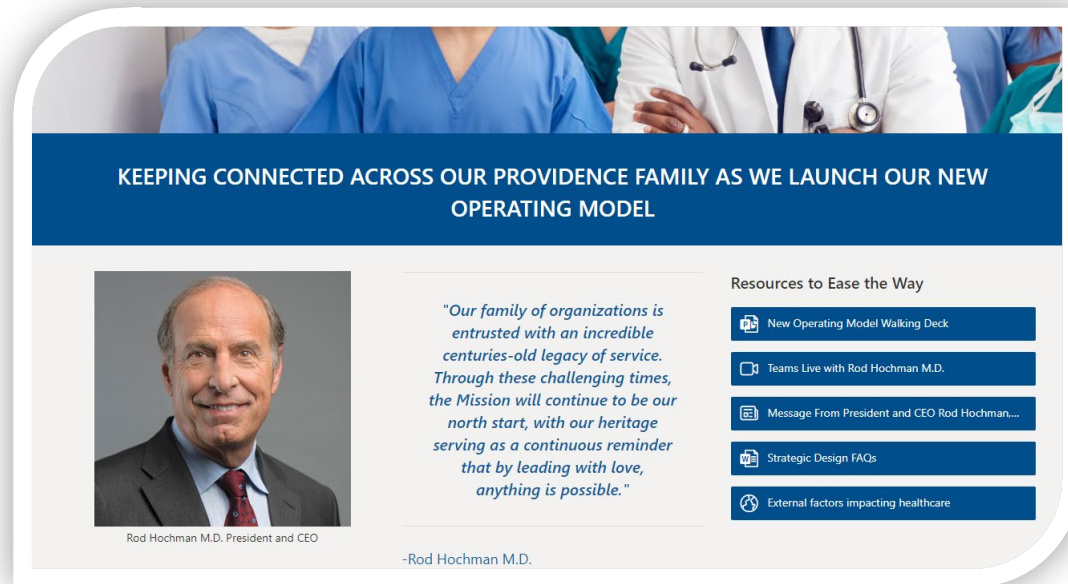 KEEPING CONNECTED ACROSS OUR PROVIDENCE FAMILY AS WE LAUNCH OUR NEW
OPERATING MODEL
Rod Hochman M.D. President and CEO
"Our family of organizations is
entrusted with an incredible
centuries-old legacy of service.
Through these challenging times,
the Mission will continue to be our
north start, with our heritage
serving as a continuous reminder
that by leading with love,
anything is possible."
-Rod Hochman M.D.
Resources to Ease the Way
New Operating Model Walking Deck
Teams Live with Rod Hochman M.D.
Message From President and CEO Rod Hochman,...
Strategic Design FAQs
External factors impacting healthcare